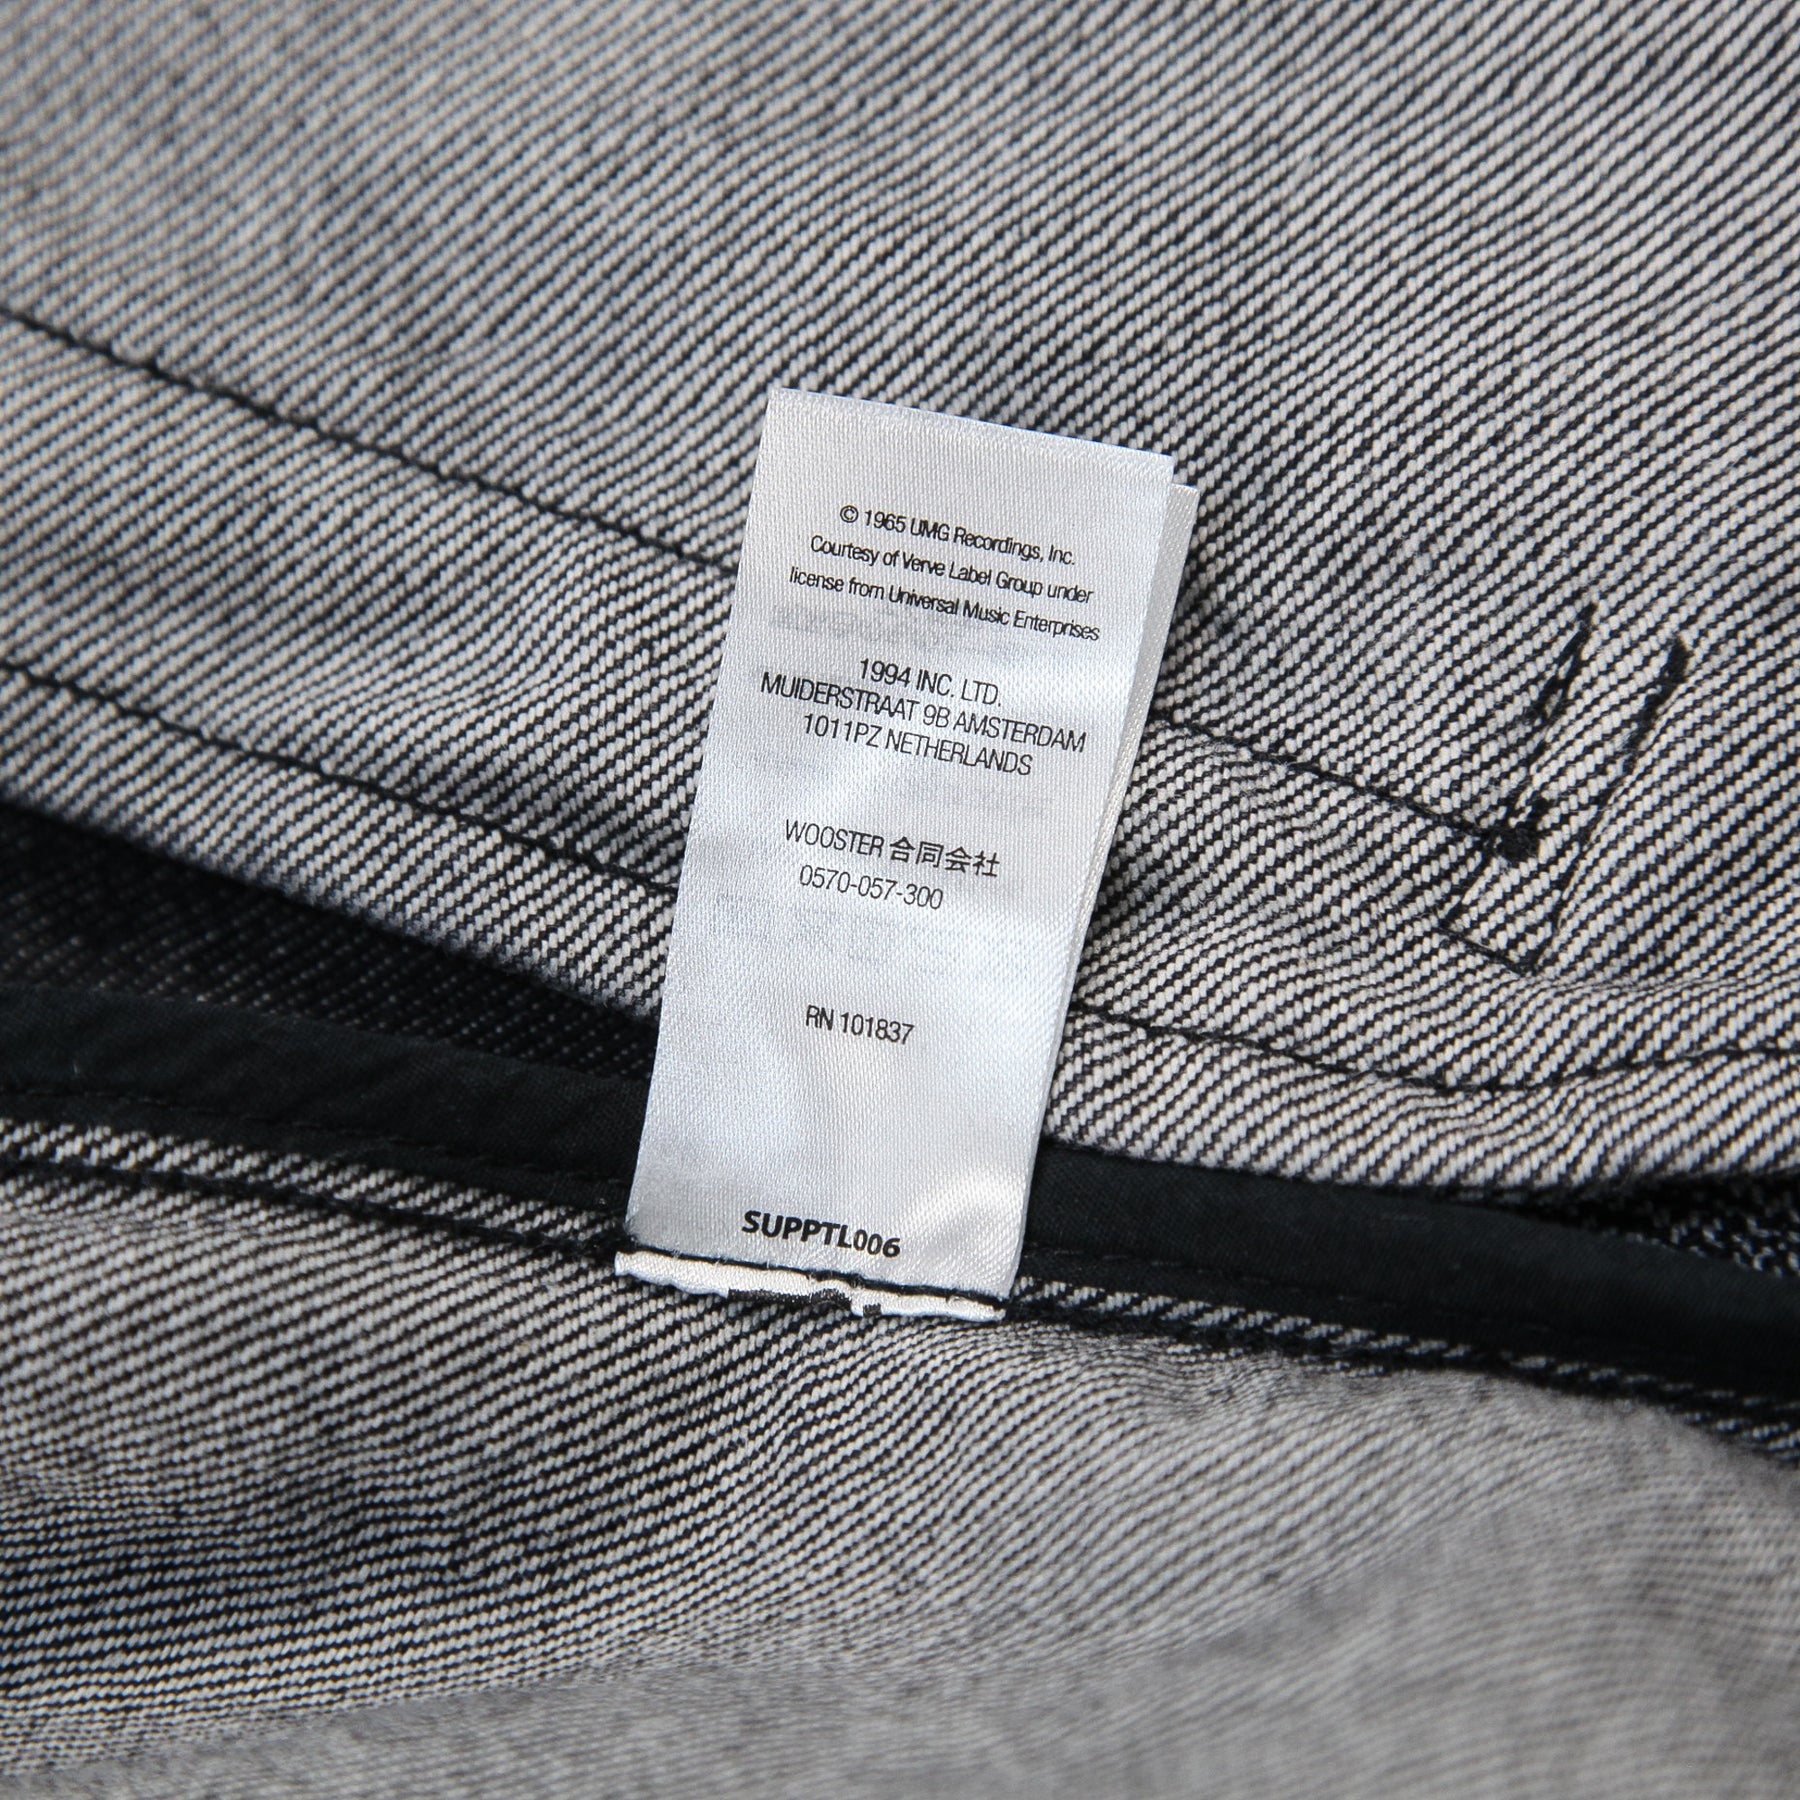 © 1965 UMG Recordings, Inc.
Courtesy of Verve Label Group under
license from Universal Music Enterprises
1994 INC. LTD.
MUIDERSTRAAT 9B AMSTERDAM
1011PZ NETHERLANDS
WOOSTER 合同会社
0570-057-300
RN 101837
SUPPTL006